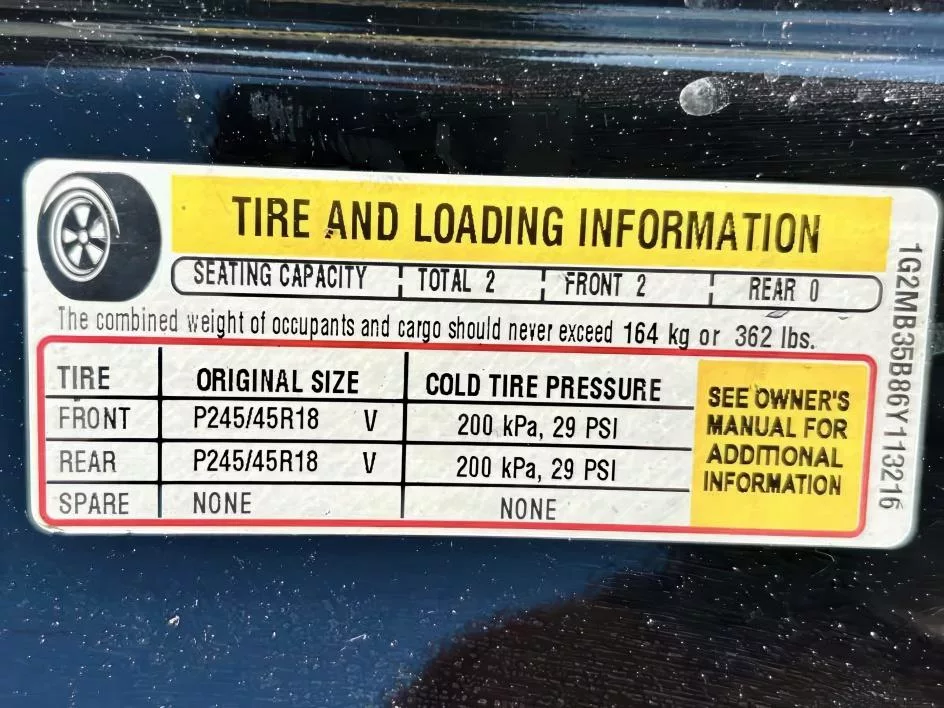 TIRE AND LOADING INFORMATION
SEATING CAPACITY TOTAL 2 FRONT 2 REAR 0
The combined weight of occupants and cargo should never exceed 164 kg or 362 lbs.
TIRE ORIGINAL SIZE COLD TIRE PRESSURE
FRONT P245/45R18 V 200 kPa, 29 PSI
REAR P245/45R18 V 200 kPa, 29 PSI
SPARE NONE NONE
SEE OWNER'S
MANUAL FOR
ADDITIONAL
INFORMATION
1G2MB35B86Y113216